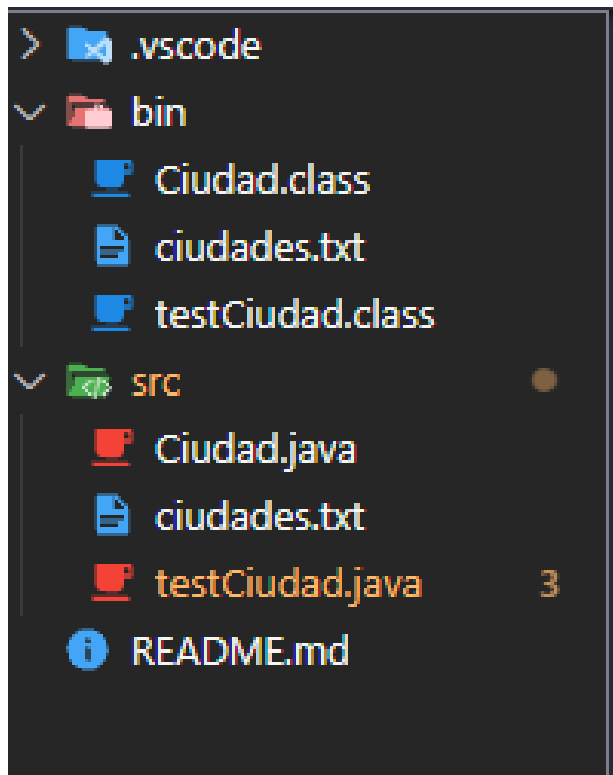 .vscode
bin
Ciudad.class
ciudades.txt
testCiudad.class
src
Ciudad.java
ciudades.txt
testCiudad.java 3
README.md